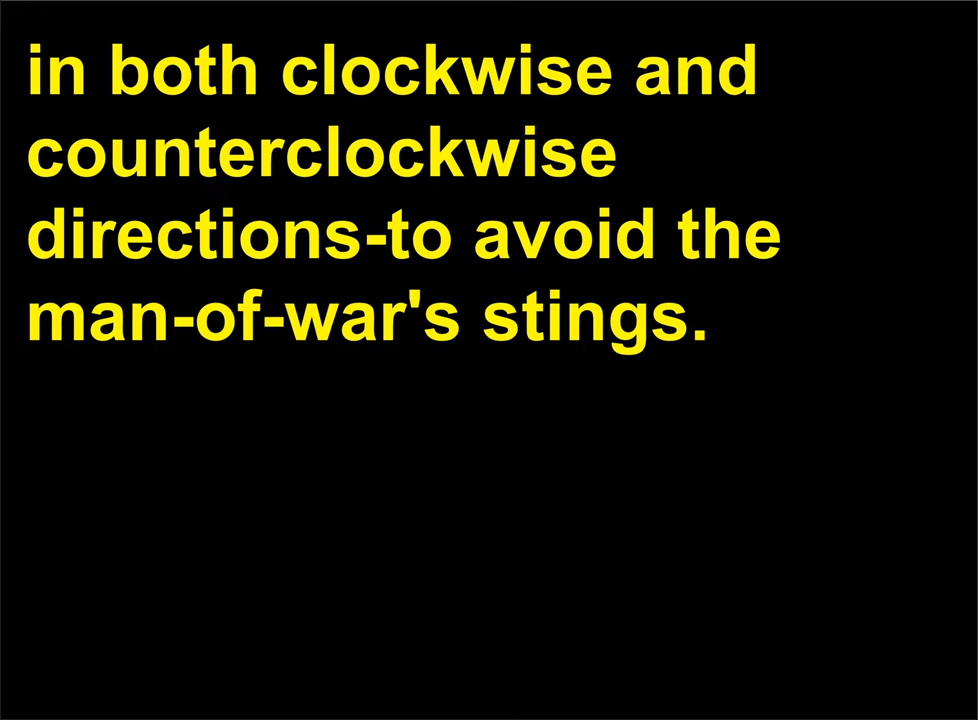 in both clockwise and
counterclockwise
directions-to avoid the
man-of-war's stings.